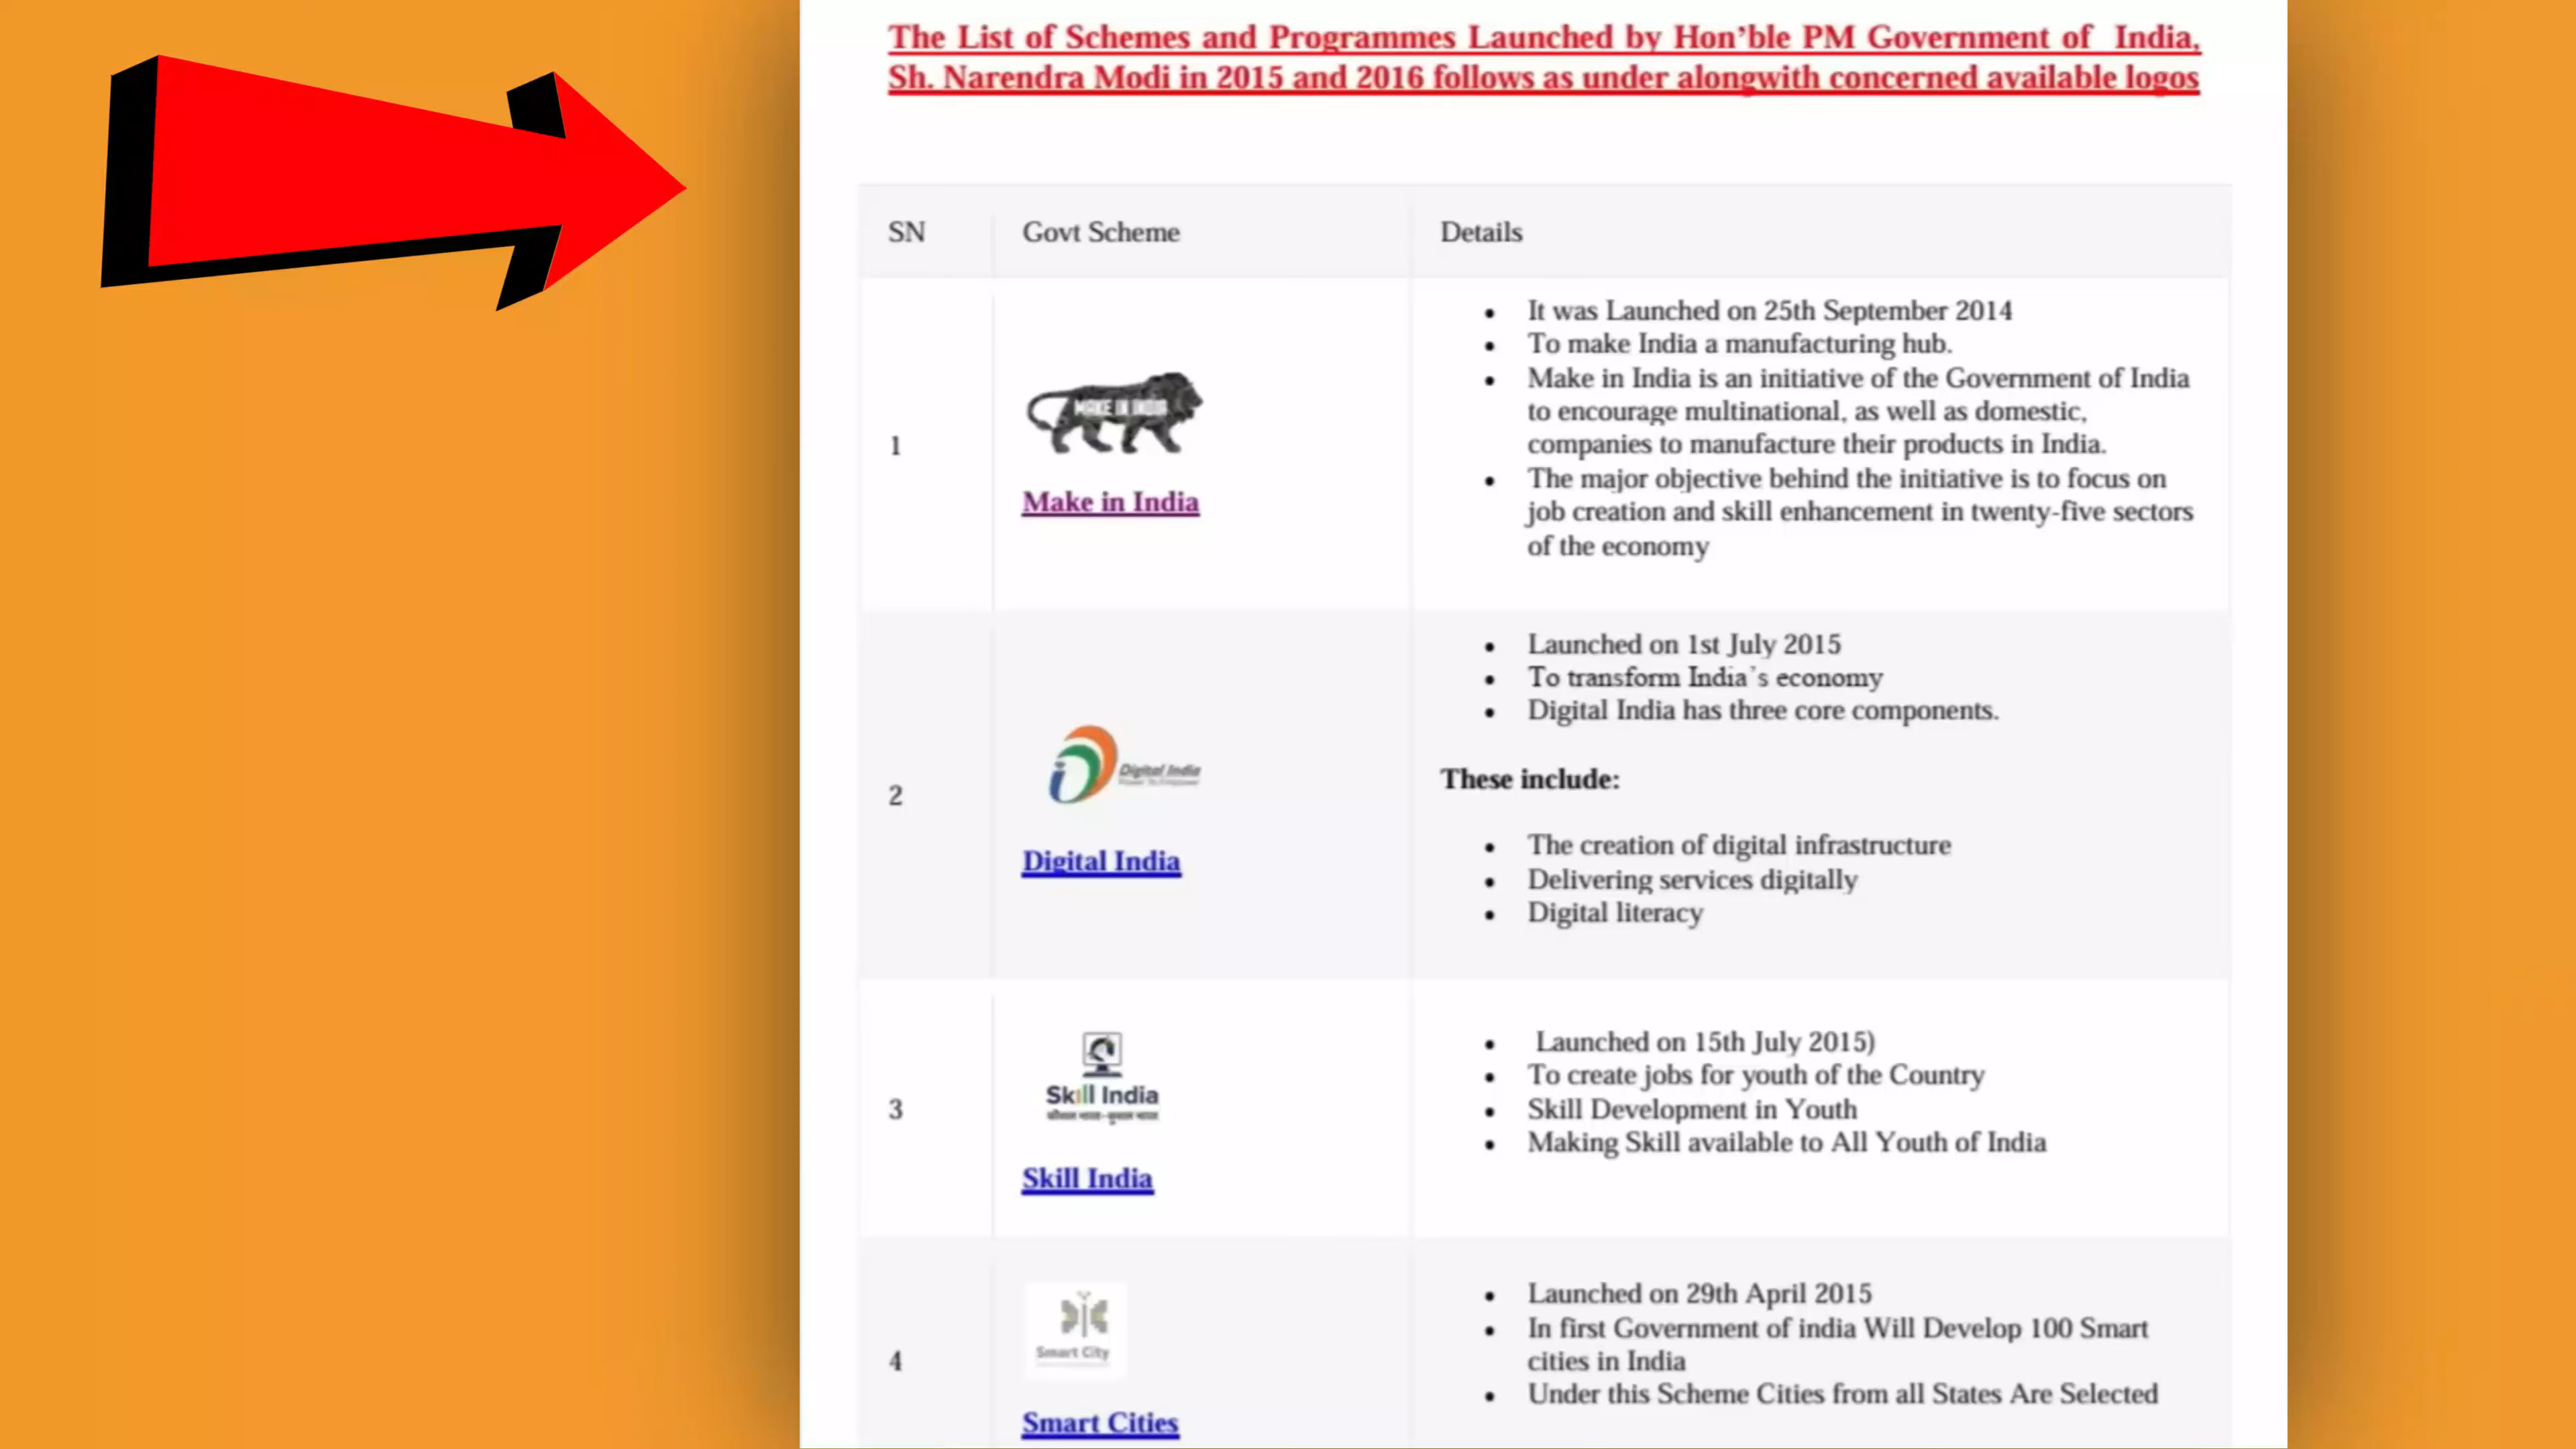 The List of Schemes and Programmes Launched by Hon’ble PM Government of India,
Sh. Narendra Modi in 2015 and 2016 follows as under alongwith concerned available logos
SN Govt Scheme Details
1
MAKE IN INDIA
Make in India
• It was Launched on 25th September 2014
• To make India a manufacturing hub.
• Make in India is an initiative of the Government of India
to encourage multinational, as well as domestic,
companies to manufacture their products in India.
• The major objective behind the initiative is to focus on
job creation and skill enhancement in twenty-five sectors
of the economy
2
Digital India
Power To Empower
Digital India
• Launched on 1st July 2015
• To transform India’s economy
• Digital India has three core components.
These include:
• The creation of digital infrastructure
• Delivering services digitally
• Digital literacy
3
Skill India
कौशल भारत-कुशल भारत
Skill India
• Launched on 15th July 2015)
• To create jobs for youth of the Country
• Skill Development in Youth
• Making Skill available to All Youth of India
4
Smart City
Smart Cities
• Launched on 29th April 2015
• In first Government of india Will Develop 100 Smart
cities in India
• Under this Scheme Cities from all States Are Selected